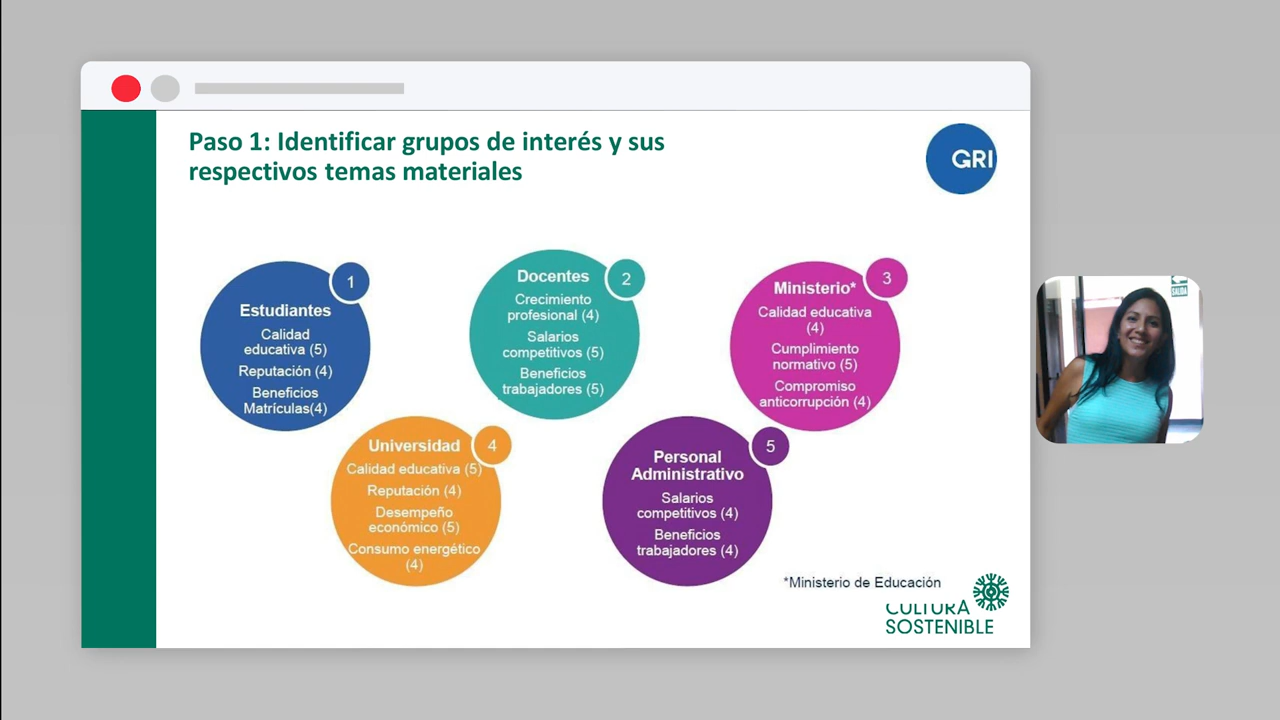 Paso 1: Identificar grupos de interés y sus
respectivos temas materiales
GRI
1
Estudiantes
Calidad
educativa (5)
Reputación (4)
Beneficios
Matrículas(4)
2
Docentes
Crecimiento
profesional (4)
Salarios
competitivos (5)
Beneficios
trabajadores (5)
3
Ministerio*
Calidad educativa
(4)
Cumplimiento
normativo (5)
Compromiso
anticorrupción (4)
4
Universidad
Calidad educativa (5)
Reputación (4)
Desempeño
económico (5)
Consumo energético
(4)
5
Personal
Administrativo
Salarios
competitivos (4)
Beneficios
trabajadores (4)
*Ministerio de Educación
CULTURA
SOSTENIBLE
SALIDA